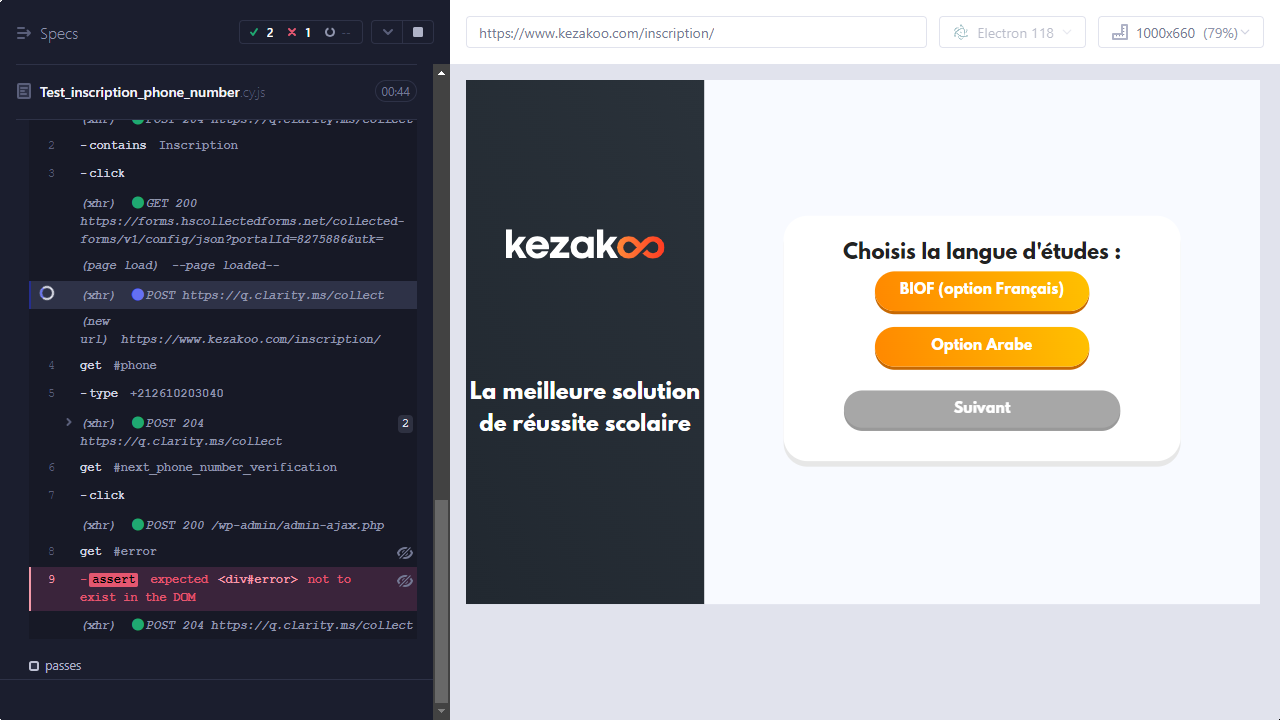 Specs
2
1
--
Test_inscription_phone_number.cy.js
00:44
(xhr) POST 204 https://q.clarity.ms/collect
2 -contains Inscription
3 -click
(xhr) GET 200
https://forms.hscollectedforms.net/collected-
forms/v1/config/json?portalId=8275886&utk=
(page load) --page loaded--
(xhr) POST https://q.clarity.ms/collect
(new
url) https://www.kezakoo.com/inscription/
4 get #phone
5 -type +212610203040
(xhr) POST 204
https://q.clarity.ms/collect
2
6 get #next_phone_number_verification
7 -click
(xhr) POST 200 /wp-admin/admin-ajax.php
8 get #error
9 -assert expected <div#error> not to
exist in the DOM
(xhr) POST 204 https://q.clarity.ms/collect
passes
https://www.kezakoo.com/inscription/
Electron 118
1000x660 (79%)
kezakoo
La meilleure solution
de réussite scolaire
Choisis la langue d'études :
BIOF (option Français)
Option Arabe
Suivant